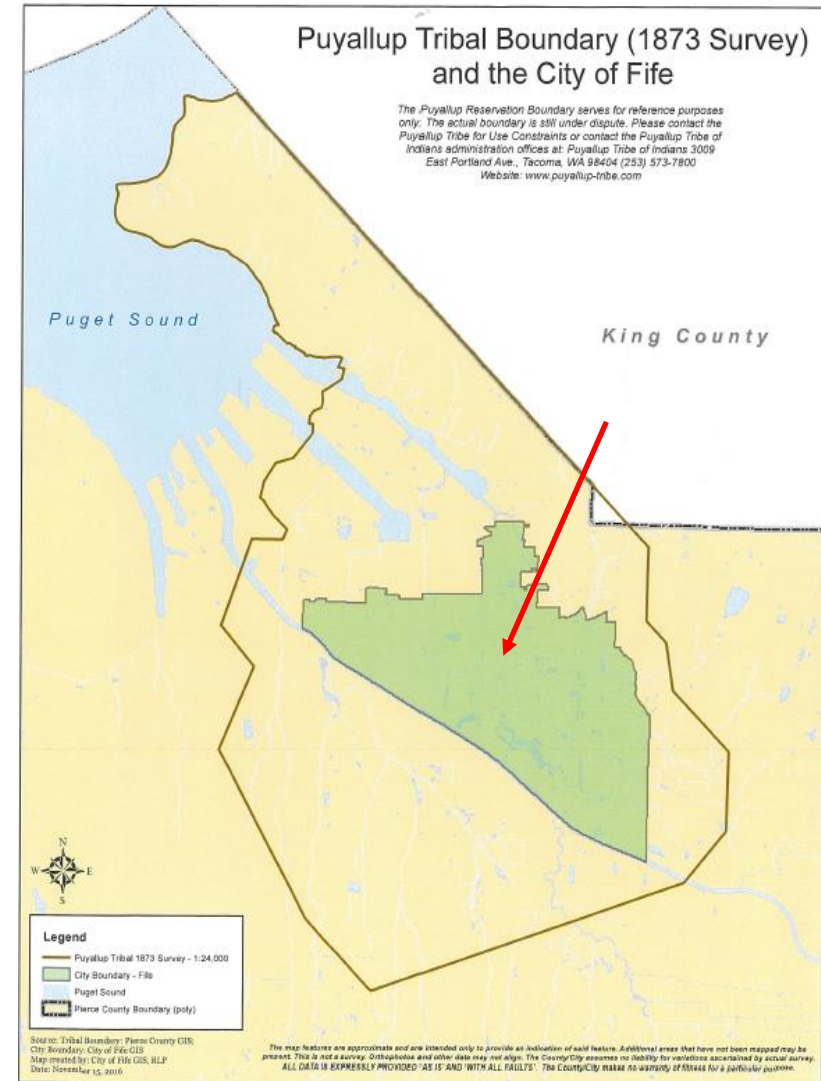 Puyallup Tribal Boundary (1873 Survey)
and the City of Fife
The Puyallup Reservation Boundary serves for reference purposes
only. The actual boundary is still under dispute. Please contact the
Puyallup Tribe for Use Constraints or contact the Puyallup Tribe of
Indians administration offices at: Puyallup Tribe of Indians 3009
East Portland Ave., Tacoma, WA 98404 (253) 573-7800
Website: www.puyallup-tribe.com
Puget Sound
King County
N
W E
S
Legend
Puyallup Tribal 1873 Survey - 1:24,000
City Boundary - Fife
Puget Sound
Pierce County Boundary (poly)
Source: Tribal Boundary: Pierce County GIS;
City Boundary: City of Fife GIS
Map created by: City of Fife GIS, RLP
Date: November 15, 2016
The map features are approximate and are intended only to provide an indication of said feature. Additional areas that have not been mapped may be
present. This is not a survey. Orthophotos and other data may not align. The County/City assumes no liability for variations ascertained by actual survey.
ALL DATA IS EXPRESSLY PROVIDED 'AS IS' AND 'WITH ALL FAULTS'. The County/City makes no warranty of fitness for a particular purpose.